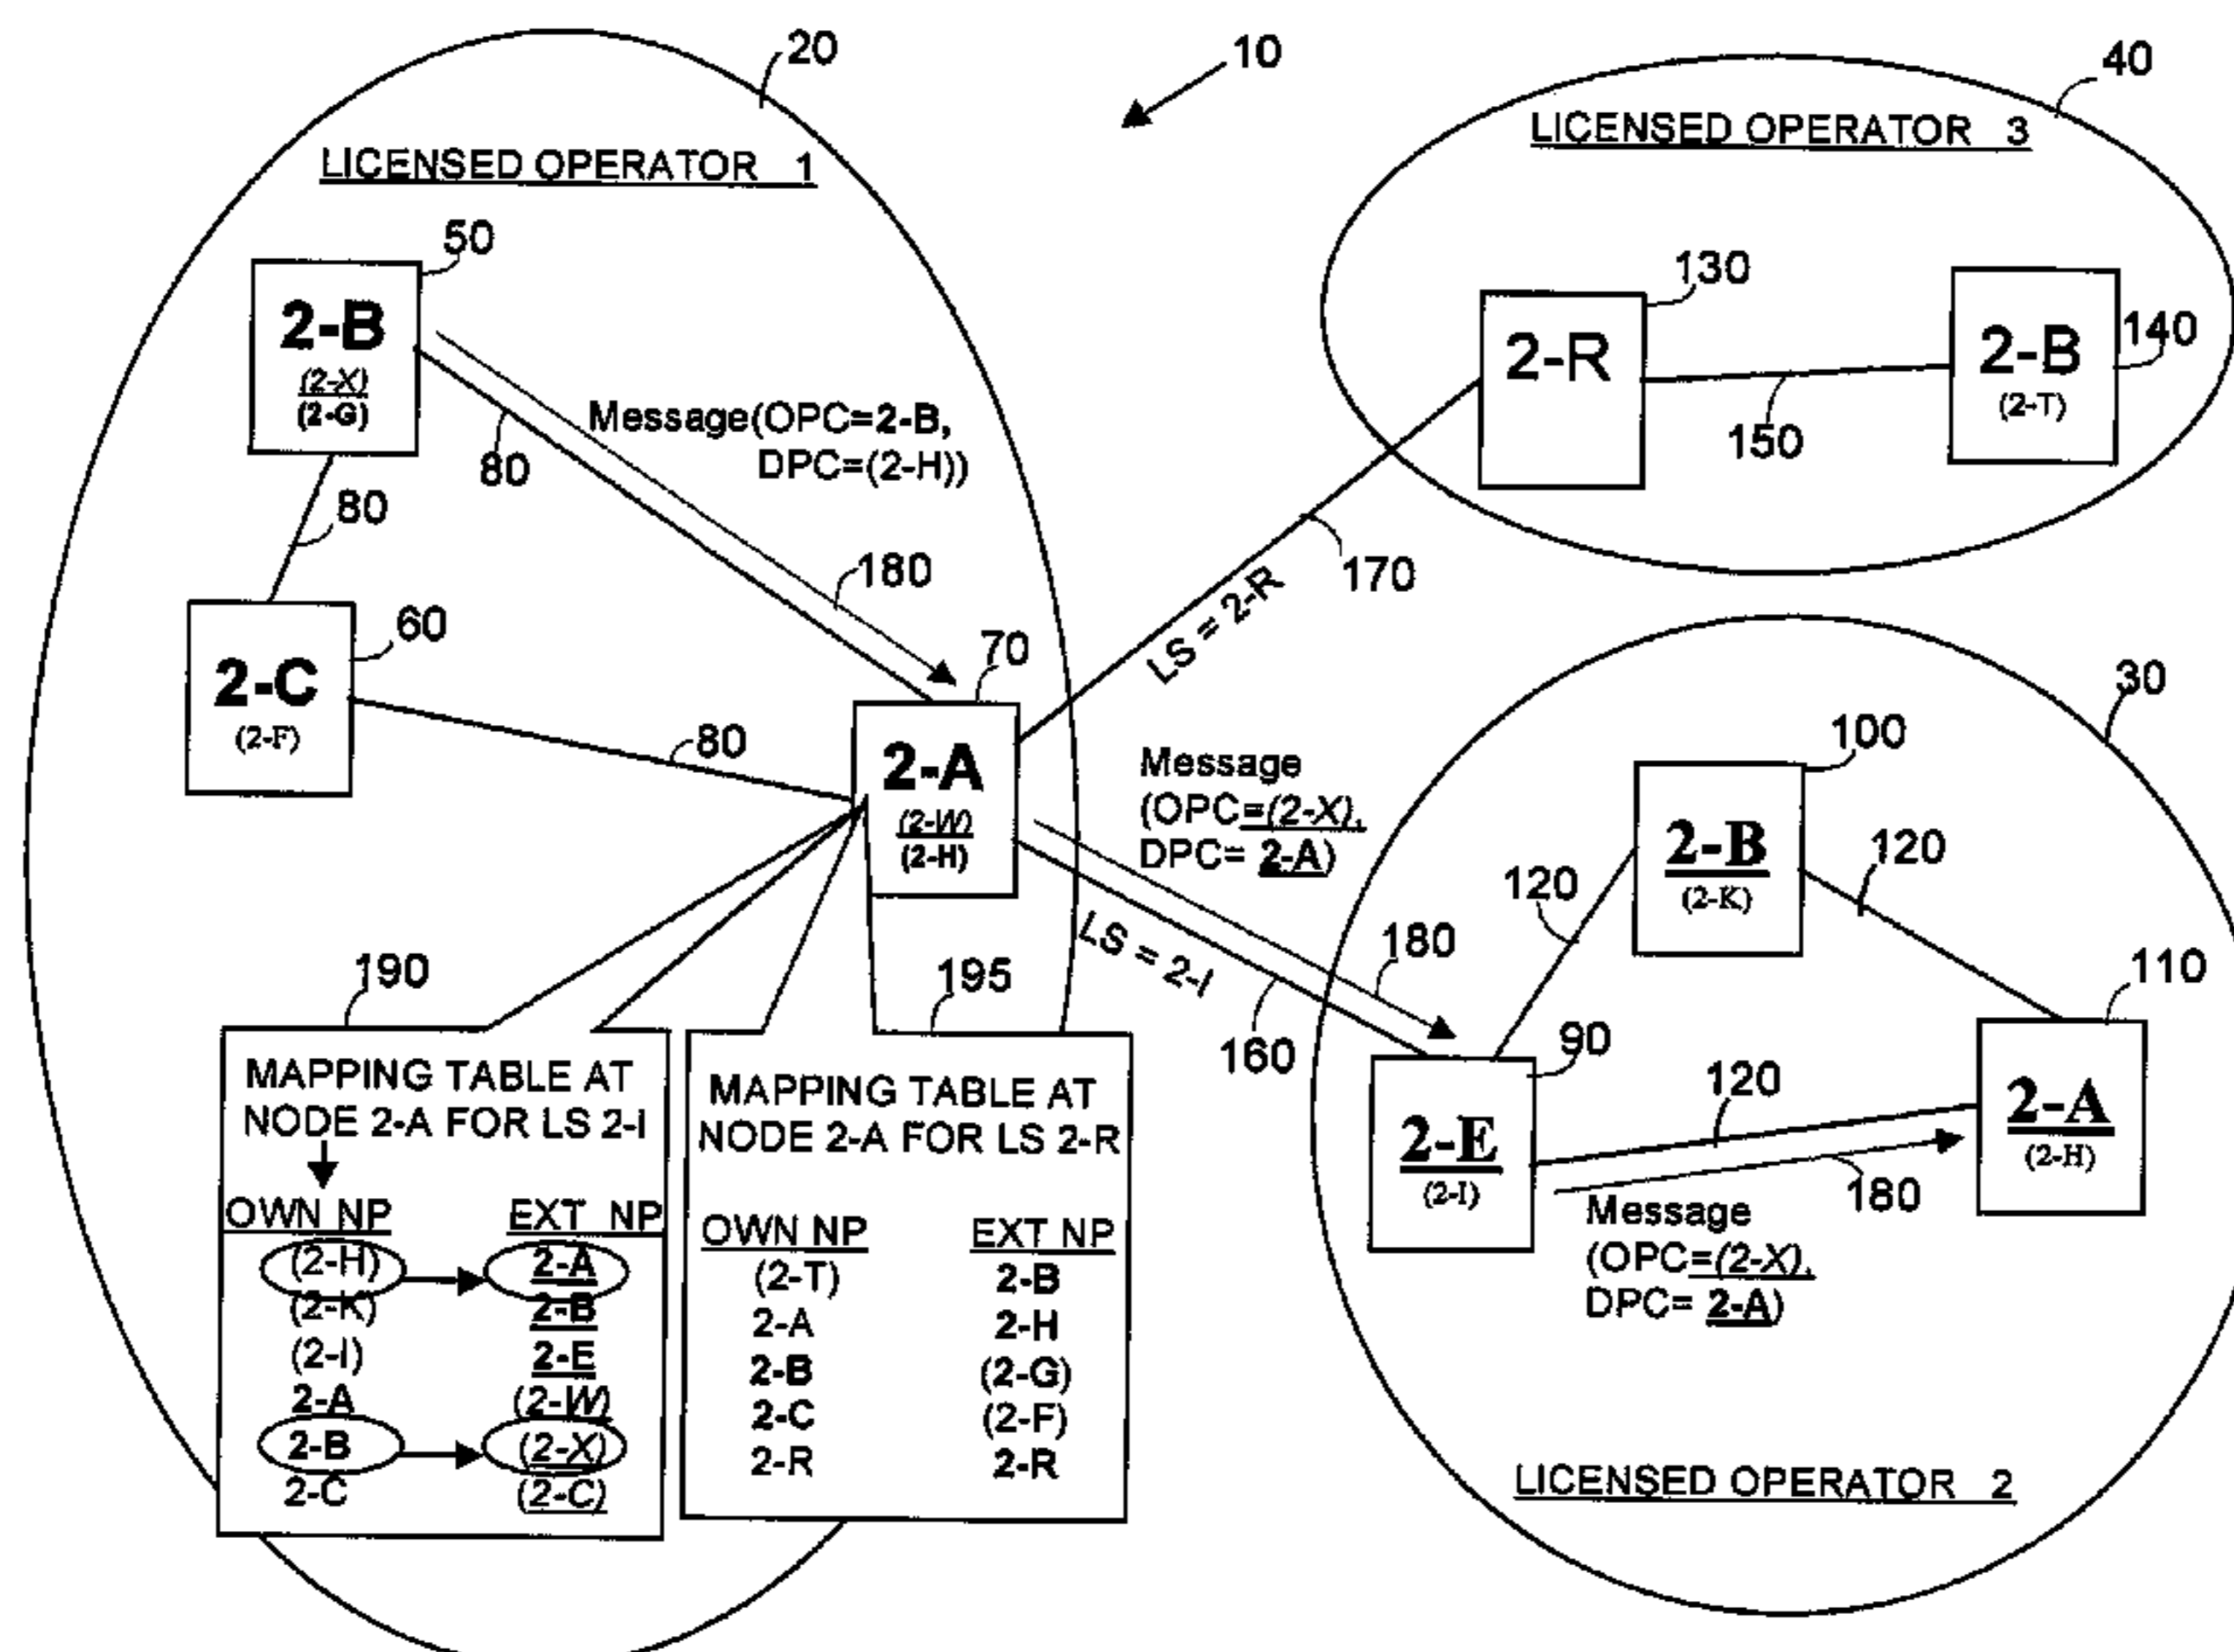 20
10
40
LICENSED OPERATOR 1
LICENSED OPERATOR 3
50
2-B
(2-X)
(2-G)
80
80
Message(OPC=2-B,
DPC=(2-H))
180
130
2-R
150
2-B
(2-T)
140
170
LS = 2-R
60
2-C
(2-F)
80
70
2-A
(2-W)
(2-H)
Message
(OPC=(2-X),
DPC= 2-A)
180
LS = 2-I
160
30
100
2-B
(2-K)
120
120
110
2-A
(2-H)
90
2-E
(2-I)
120
180
Message
(OPC=(2-X),
DPC= 2-A)
LICENSED OPERATOR 2
190
MAPPING TABLE AT
NODE 2-A FOR LS 2-I
OWN NP EXT NP
(2-H) 2-A
(2-K) 2-B
(2-I) 2-E
2-A (2-W)
2-B (2-X)
2-C (2-C)
195
MAPPING TABLE AT
NODE 2-A FOR LS 2-R
OWN NP EXT NP
(2-T) 2-B
2-A 2-H
2-B (2-G)
2-C (2-F)
2-R 2-R